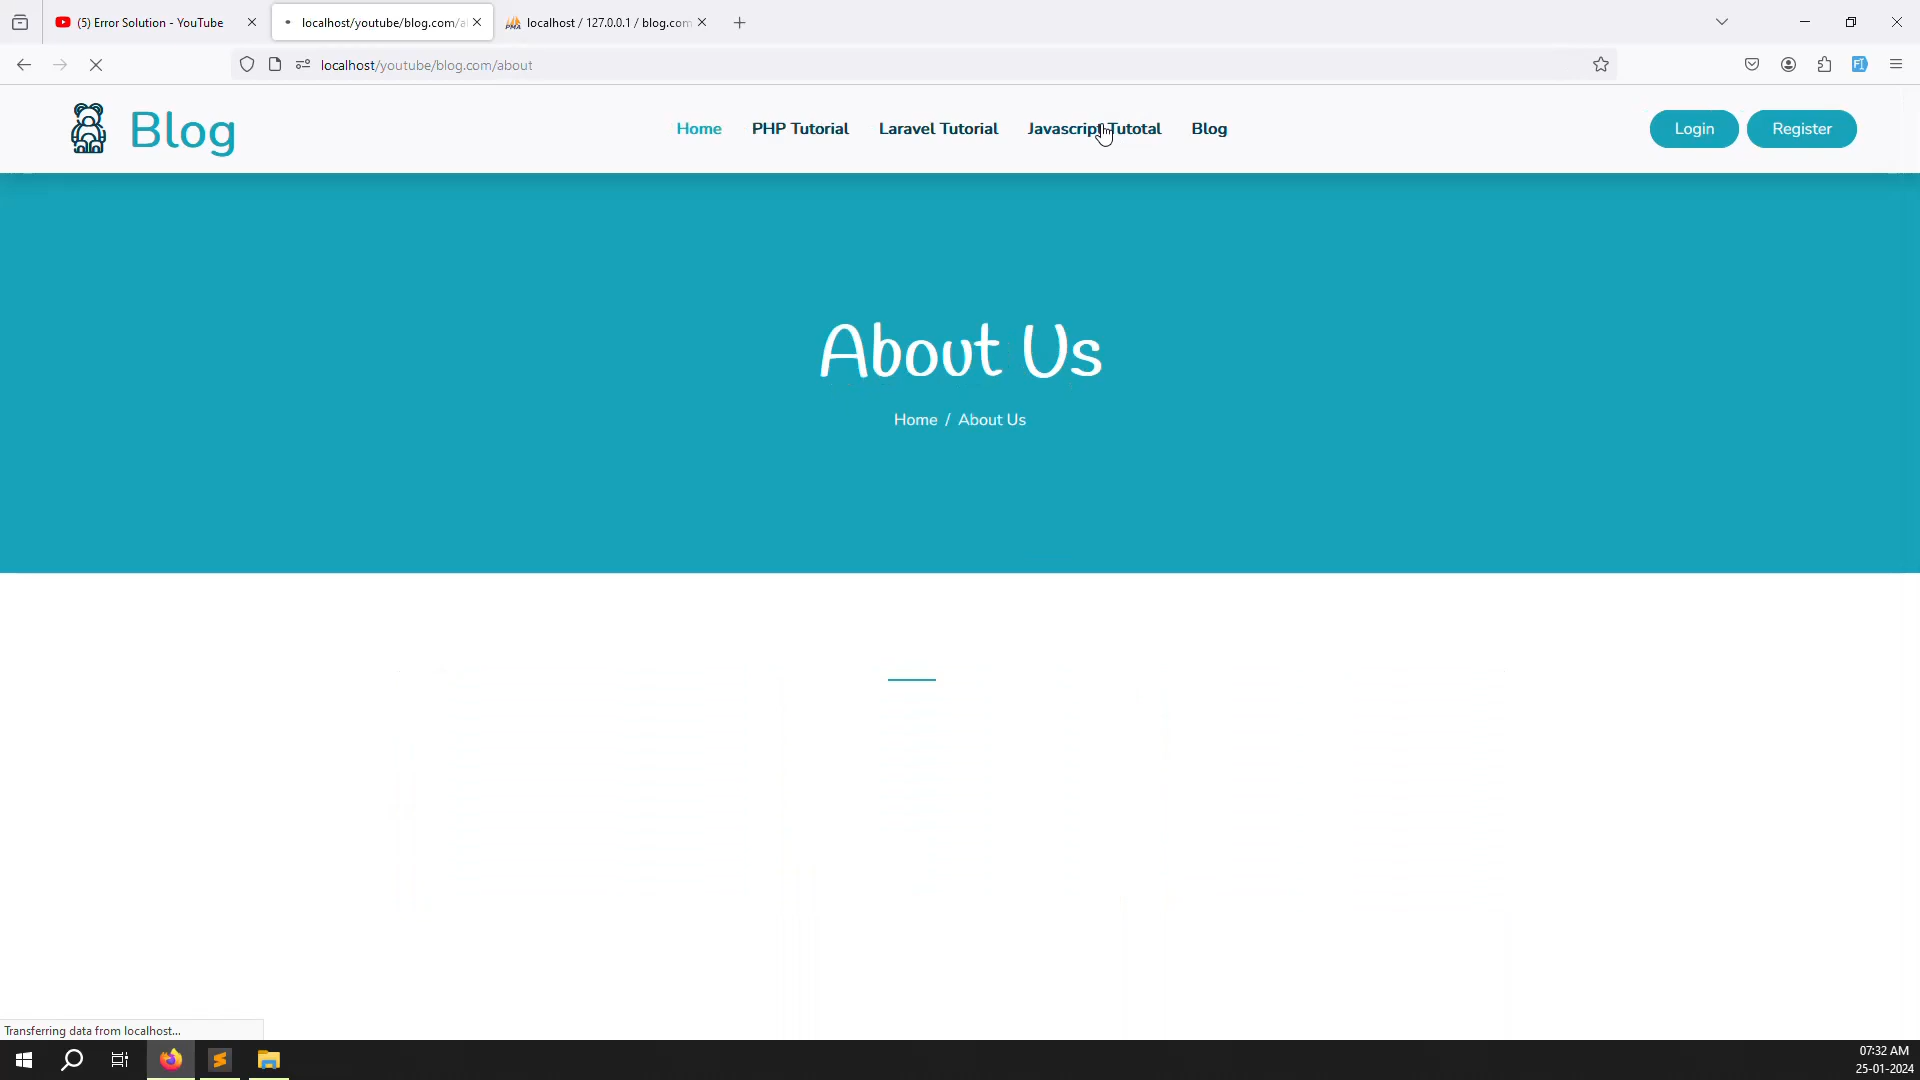 (5) Error Solution - YouTube
localhost/youtube/blog.com/a
localhost / 127.0.0.1 / blog.com
localhost/youtube/blog.com/about
Blog
Home
PHP Tutorial
Laravel Tutorial
Javascript Tutotal
Blog
Login
Register
About Us
Home / About Us
Transferring data from localhost...
07:32 AM
25-01-2024